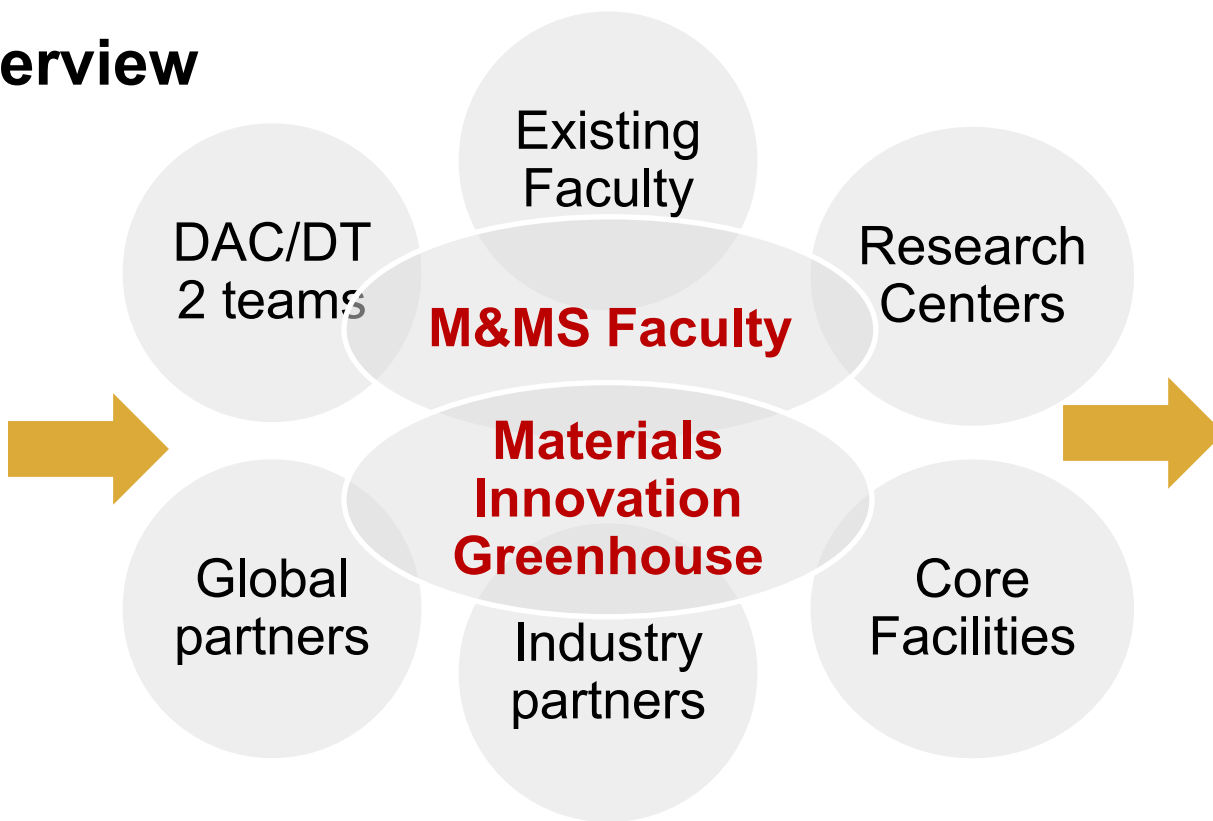 erview
Existing
Faculty
DAC/DT
2 teams
Research
Centers
M&MS Faculty
Materials
Innovation
Greenhouse
Global
partners
Industry
partners
Core
Facilities